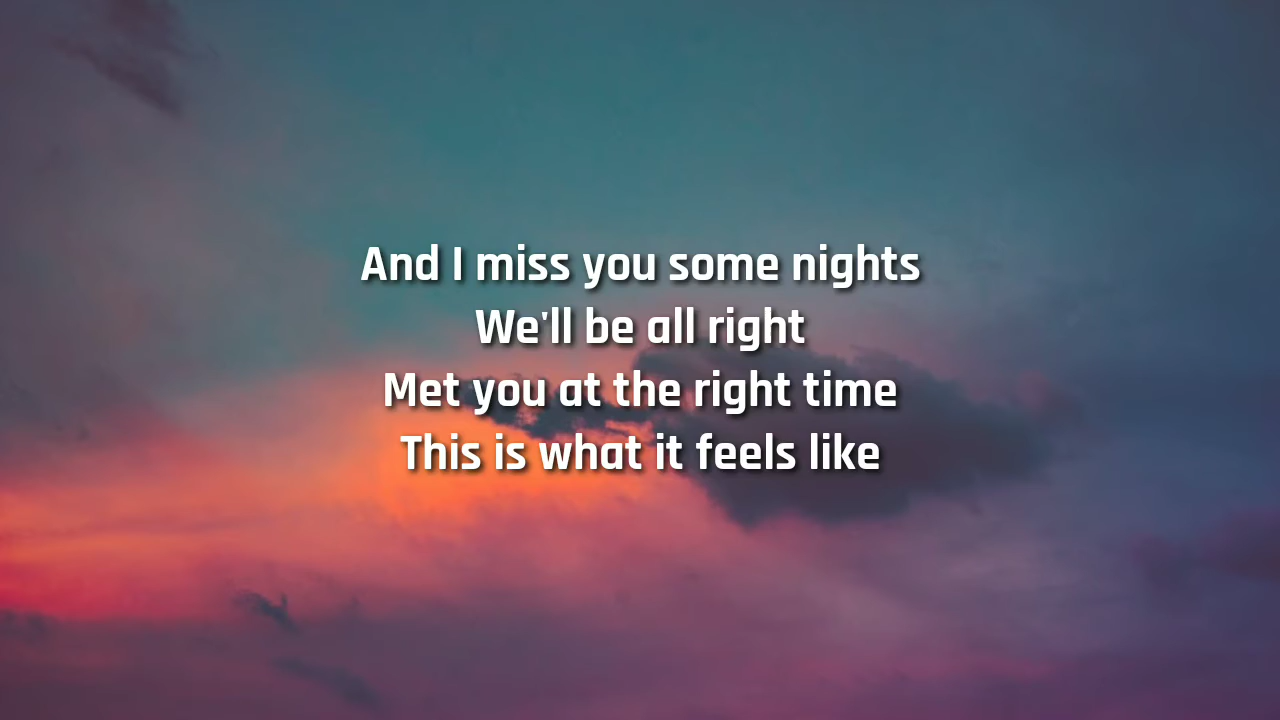 And I miss you some nights
We'll be all right
Met you at the right time
This is what it feels like